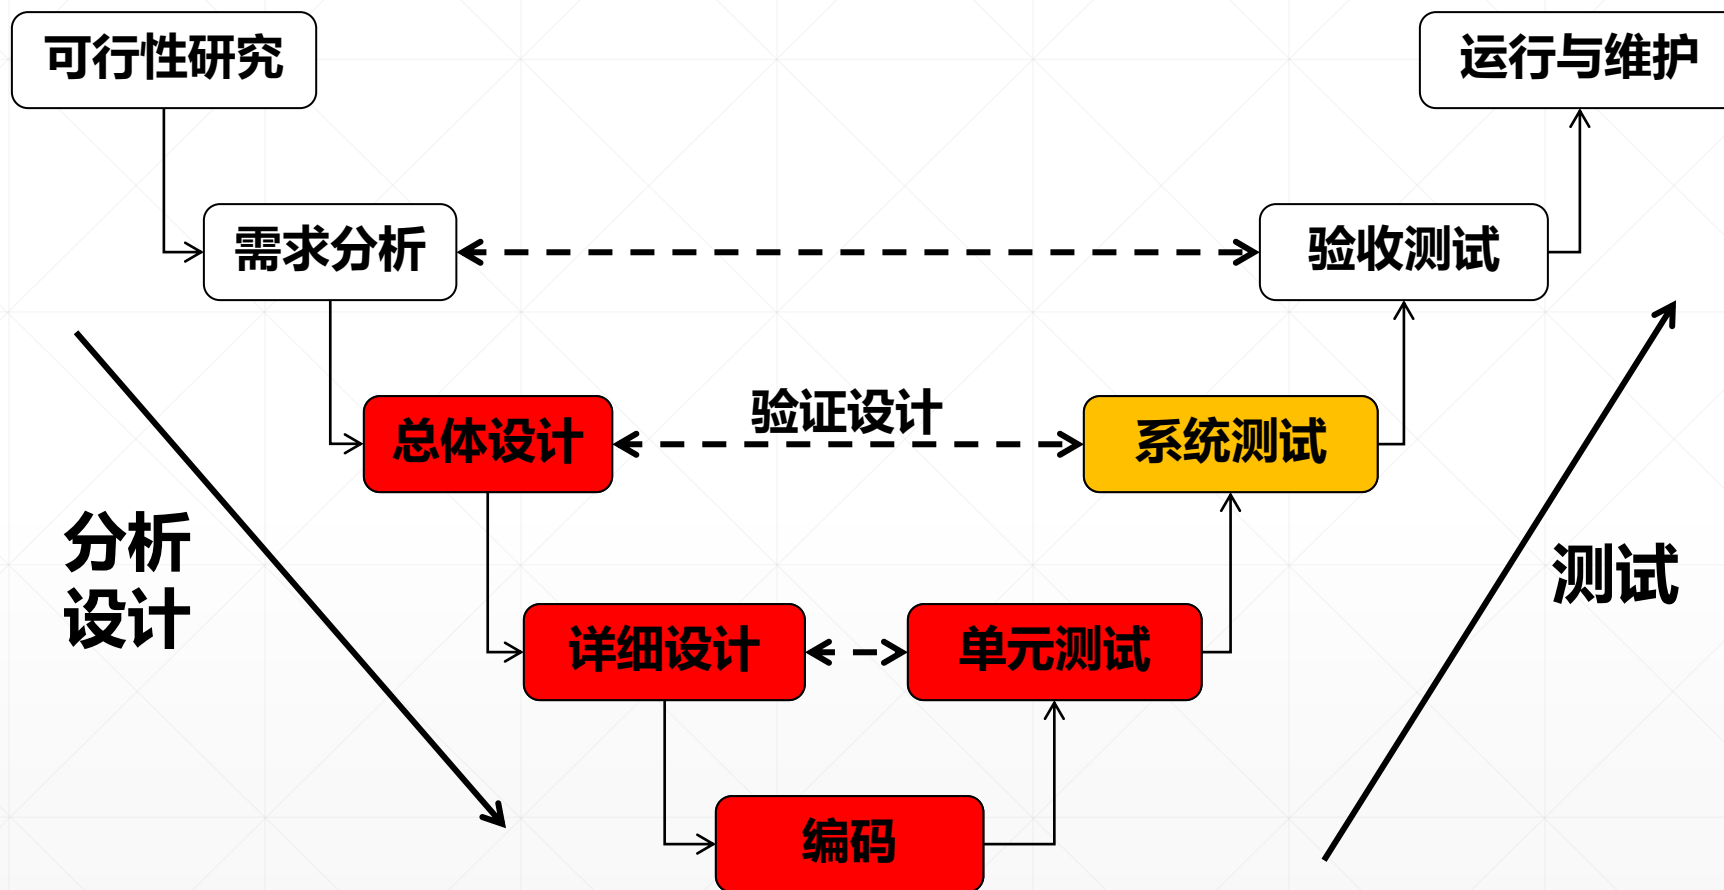 可行性研究
运行与维护
需求分析
验收测试
验证设计
总体设计
系统测试
分析
设计
测试
详细设计
单元测试
编码